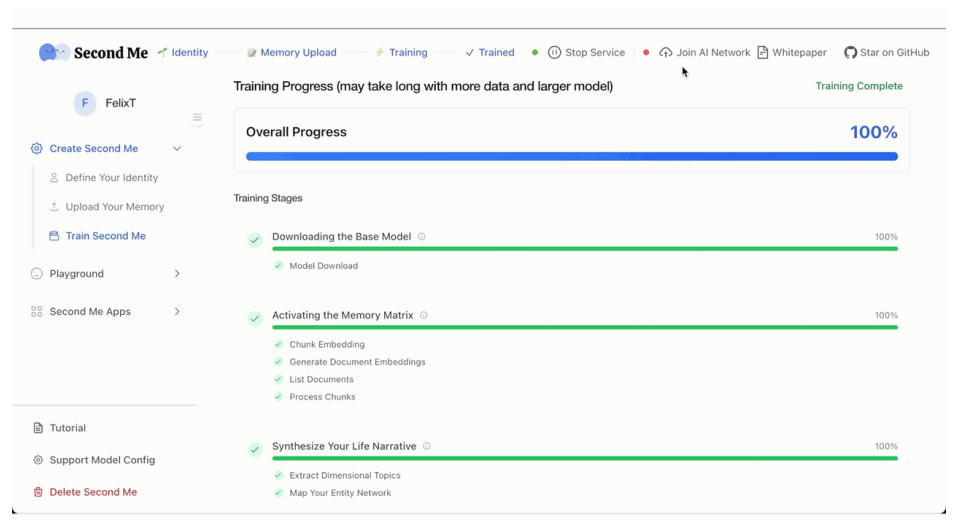 Second Me Identity Memory Upload Training Trained Stop Service Join AI Network Whitepaper Star on GitHub
Training Progress (may take long with more data and larger model) Training Complete
F FelixT
Overall Progress 100%
Create Second Me
Define Your Identity
Upload Your Memory
Train Second Me
Playground
Second Me Apps
Tutorial
Support Model Config
Delete Second Me
Training Stages
Downloading the Base Model 100%
Model Download
Activating the Memory Matrix 100%
Chunk Embedding
Generate Document Embeddings
List Documents
Process Chunks
Synthesize Your Life Narrative 100%
Extract Dimensional Topics
Map Your Entity Network